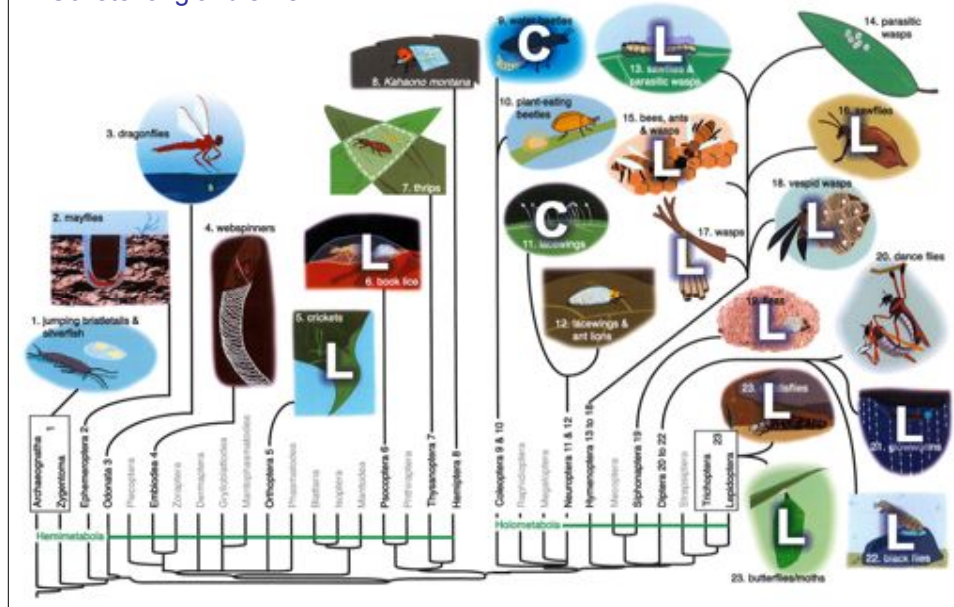 9. water beetles
C
L
13. sawflies &
parasitic wasps
14. parasitic
wasps
8. Kahaono montana
10. plant-eating
beetles
3. dragonflies
15. bees, ants
& wasps
L
16. sawflies
L
7. thrips
2. mayflies
4. webspinners
C
11. lacewings
17. wasps
L
18. vespid wasps
L
L
6. book lice
20. dance flies
1. jumping bristletails &
silverfish
5. crickets
L
12. lacewings &
ant lions
19. fleas
L
L
L
Archaeognatha
1
Zygentoma
Ephemeroptera 2
Odonata 3
Plecoptera
Embiodea 4
Zoraptera
Dermaptera
Grylloblattodea
Mantophasmatodea
Orthoptera 5
Phasmatodea
Blattaria
Isoptera
Mantodea
Psocoptera 6
Phthiraptera
Thysanoptera 7
Hemiptera 8
Coleoptera 9 & 10
Raphidioptera
Megaloptera
Neuroptera 11 & 12
Hymenoptera 13 to 18
Mecoptera
Siphonaptera 19
Diptera 20 to 22
Strepsiptera
Trichoptera
Lepidoptera
23
Hemimetabola
Holometabola
L
23. butterflies/moths
L
22. black flies